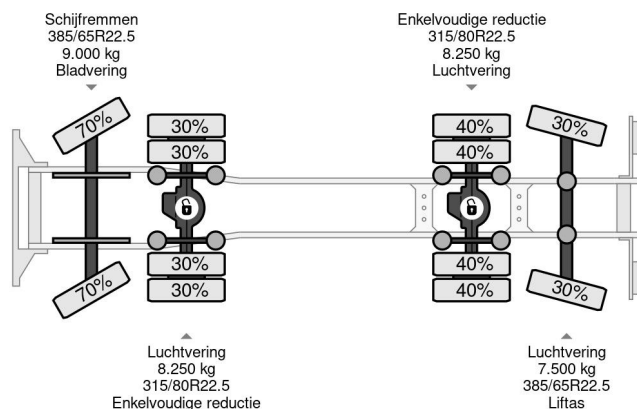 Schijfremmen
385/65R22.5
9.000 kg
Bladvering
Enkelvoudige reductie
315/80R22.5
8.250 kg
Luchtvering
70%
30%
30%
40%
40%
30%
70%
30%
30%
40%
40%
30%
Luchtvering
8.250 kg
315/80R22.5
Enkelvoudige reductie
Luchtvering
7.500 kg
385/65R22.5
Liftas